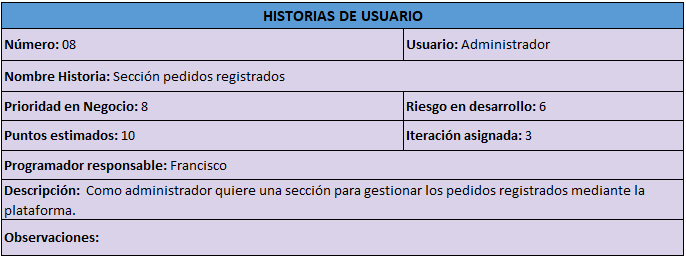 HISTORIAS DE USUARIO
Número: 08 Usuario: Administrador
Nombre Historia: Sección pedidos registrados
Prioridad en Negocio: 8 Riesgo en desarrollo: 6
Puntos estimados: 10 Iteración asignada: 3
Programador responsable: Francisco
Descripción: Como administrador quiere una sección para gestionar los pedidos registrados mediante la
plataforma.
Observaciones: